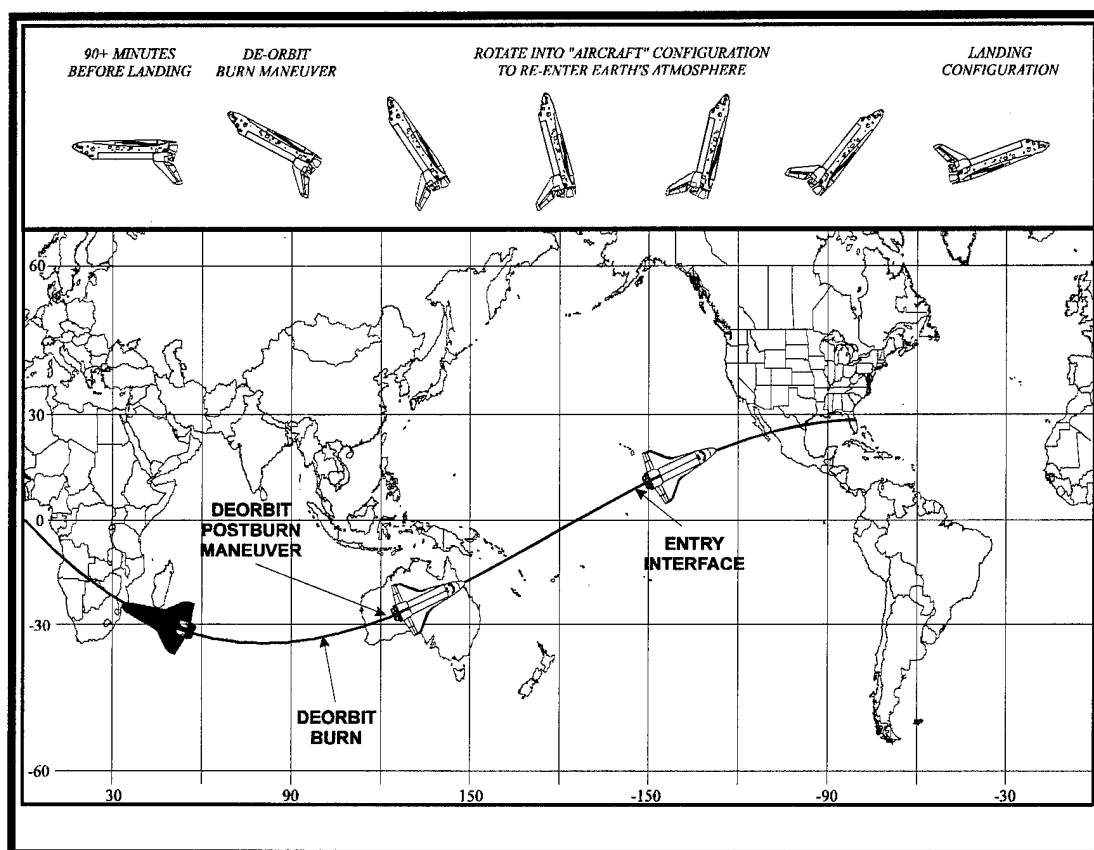 90+ MINUTES
BEFORE LANDING
DE-ORBIT
BURN MANEUVER
ROTATE INTO "AIRCRAFT" CONFIGURATION
TO RE-ENTER EARTH'S ATMOSPHERE
LANDING
CONFIGURATION
60
30
0
-30
-60
DEORBIT
POSTBURN
MANEUVER
ENTRY
INTERFACE
DEORBIT
BURN
30
90
150
-150
-90
-30